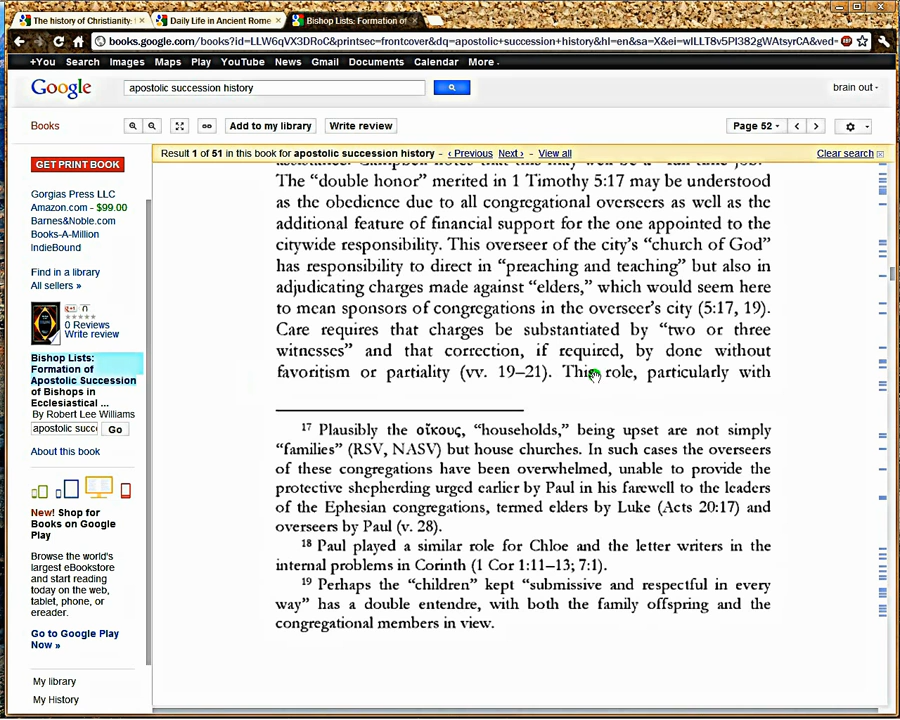 The history of Christianity:
Daily Life in Ancient Rome
Bishop Lists: Formation of
books.google.com/books?id=LLW6qVX3DRoC&printsec=frontcover&dq=apostolic+succession+history&hl=en&sa=X&ei=
+You Search Images Maps Play YouTube News Gmail Documents Calendar More
Google
apostolic succession history
brain out
Books
Add to my library
Write review
Page 52
GET PRINT BOOK
Result 1 of 51 in this book for apostolic succession history - ‹ Previous Next › - View all
Clear search
Gorgias Press LLC
Amazon.com - $99.00
Barnes&Noble.com
Books-A-Million
IndieBound
Find in a library
All sellers »
0
0 Reviews
Write review
Bishop Lists:
Formation of
Apostolic Succession
of Bishops in
Ecclesiastical ...
By Robert Lee Williams
apostolic succ
Go
About this book
New! Shop for
Books on Google
Play
Browse the world's
largest eBookstore
and start reading
today on the web,
tablet, phone, or
ereader.
Go to Google Play
Now »
My library
My History
The “double honor” merited in 1 Timothy 5:17 may be understood
as the obedience due to all congregational overseers as well as the
additional feature of financial support for the one appointed to the
citywide responsibility. This overseer of the city’s “church of God”
has responsibility to direct in “preaching and teaching” but also in
adjudicating charges made against “elders,” which would seem here
to mean sponsors of congregations in the overseer’s city (5:17, 19).
Care requires that charges be substantiated by “two or three
witnesses” and that correction, if required, by done without
favoritism or partiality (vv. 19–21). This role, particularly with
17 Plausibly the οἴκους, “households,” being upset are not simply
“families” (RSV, NASV) but house churches. In such cases the overseers
of these congregations have been overwhelmed, unable to provide the
protective shepherding urged earlier by Paul in his farewell to the leaders
of the Ephesian congregations, termed elders by Luke (Acts 20:17) and
overseers by Paul (v. 28).
18 Paul played a similar role for Chloe and the letter writers in the
internal problems in Corinth (1 Cor 1:11–13; 7:1).
19 Perhaps the “children” kept “submissive and respectful in every
way” has a double entendre, with both the family offspring and the
congregational members in view.